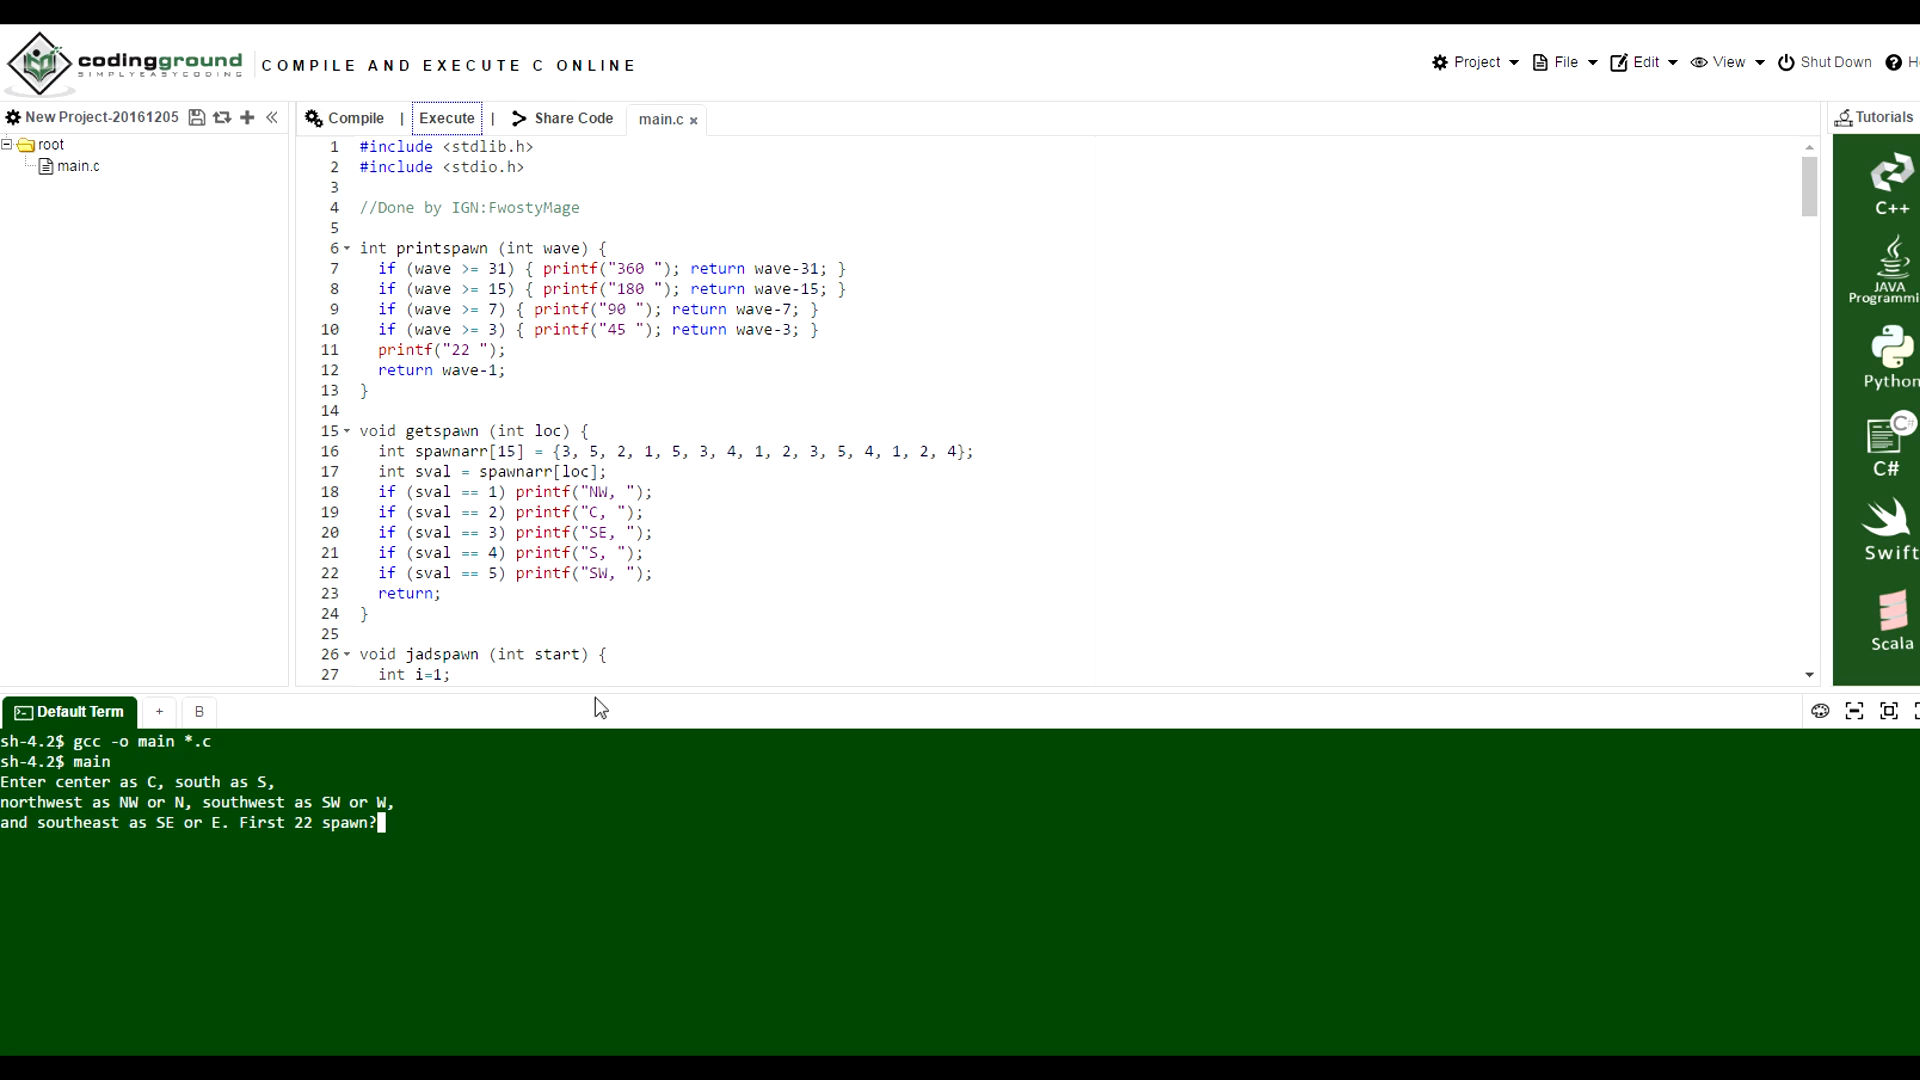 codingground
SIMPLYEASYCODING
COMPILE AND EXECUTE C ONLINE
Project
File
Edit
View
Shut Down
New Project-20161205
Compile | Execute | Share Code
main.c x
Tutorials
root
main.c
1 #include <stdlib.h>
2 #include <stdio.h>
3
4 //Done by IGN:FwostyMage
5
6 int printspawn (int wave) {
7 if (wave >= 31) { printf("360 "); return wave-31; }
8 if (wave >= 15) { printf("180 "); return wave-15; }
9 if (wave >= 7) { printf("90 "); return wave-7; }
10 if (wave >= 3) { printf("45 "); return wave-3; }
11 printf("22 ");
12 return wave-1;
13 }
14
15 void getspawn (int loc) {
16 int spawnarr[15] = {3, 5, 2, 1, 5, 3, 4, 1, 2, 3, 5, 4, 1, 2, 4};
17 int sval = spawnarr[loc];
18 if (sval == 1) printf("NW, ");
19 if (sval == 2) printf("C, ");
20 if (sval == 3) printf("SE, ");
21 if (sval == 4) printf("S, ");
22 if (sval == 5) printf("SW, ");
23 return;
24 }
25
26 void jadspawn (int start) {
27 int i=1;
C++
JAVA
Programmi
Python
C#
Swift
Scala
Default Term
+
B
sh-4.2$ gcc -o main *.c
sh-4.2$ main
Enter center as C, south as S,
northwest as NW or N, southwest as SW or W,
and southeast as SE or E. First 22 spawn?